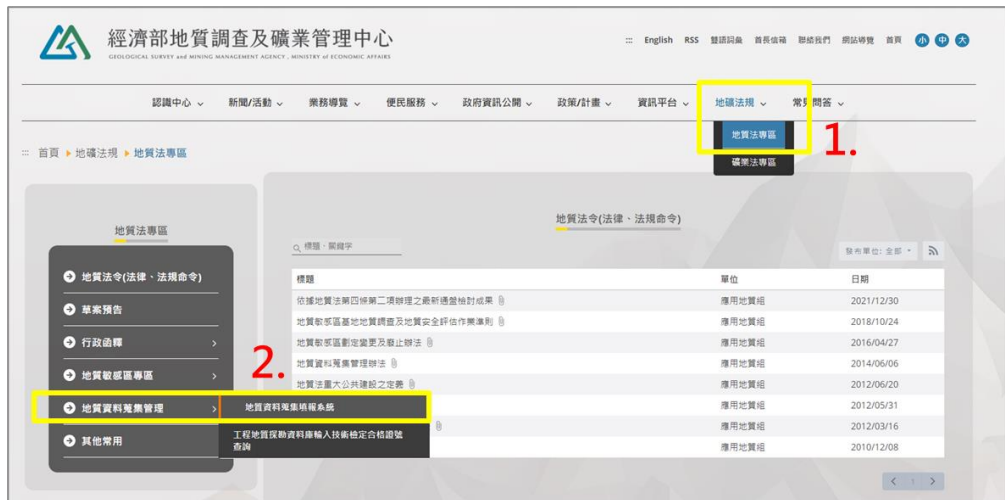 經濟部地質調查及礦業管理中心
GEOLOGICAL SURVEY and MINING MANAGEMENT AGENCY , MINISTRY of ECONOMIC AFFAIRS
::: English RSS 雙語詞彙 首長信箱 聯絡我們 網站導覽 首頁 小 中 大
認識中心 新聞/活動 業務導覽 便民服務 政府資訊公開 政策/計畫 資訊平台 地礦法規 常見問答
地質法專區
1.
礦業法專區
::: 首頁 地礦法規 地質法專區
地質法專區
地質法令(法律、法規命令)
草案預告
行政函釋
地質敏感區專區
2.
地質資料蒐集管理
地質資料蒐集填報系統
其他常用
工程地質探勘資料庫輸入技術檢定合格證號
查詢
地質法令(法律、法規命令)
標題、關鍵字
發布單位: 全部
標題 單位 日期
依據地質法第四條第二項辦理之最新通盤檢討成果 應用地質組 2021/12/30
地質敏感區基地地質調查及地質安全評估作業準則 應用地質組 2018/10/24
地質敏感區劃定變更及廢止辦法 應用地質組 2016/04/27
地質資料蒐集管理辦法 應用地質組 2014/06/06
地質法重大公共建設之定義 應用地質組 2012/06/20
應用地質組 2012/05/31
應用地質組 2012/03/16
應用地質組 2010/12/08
1